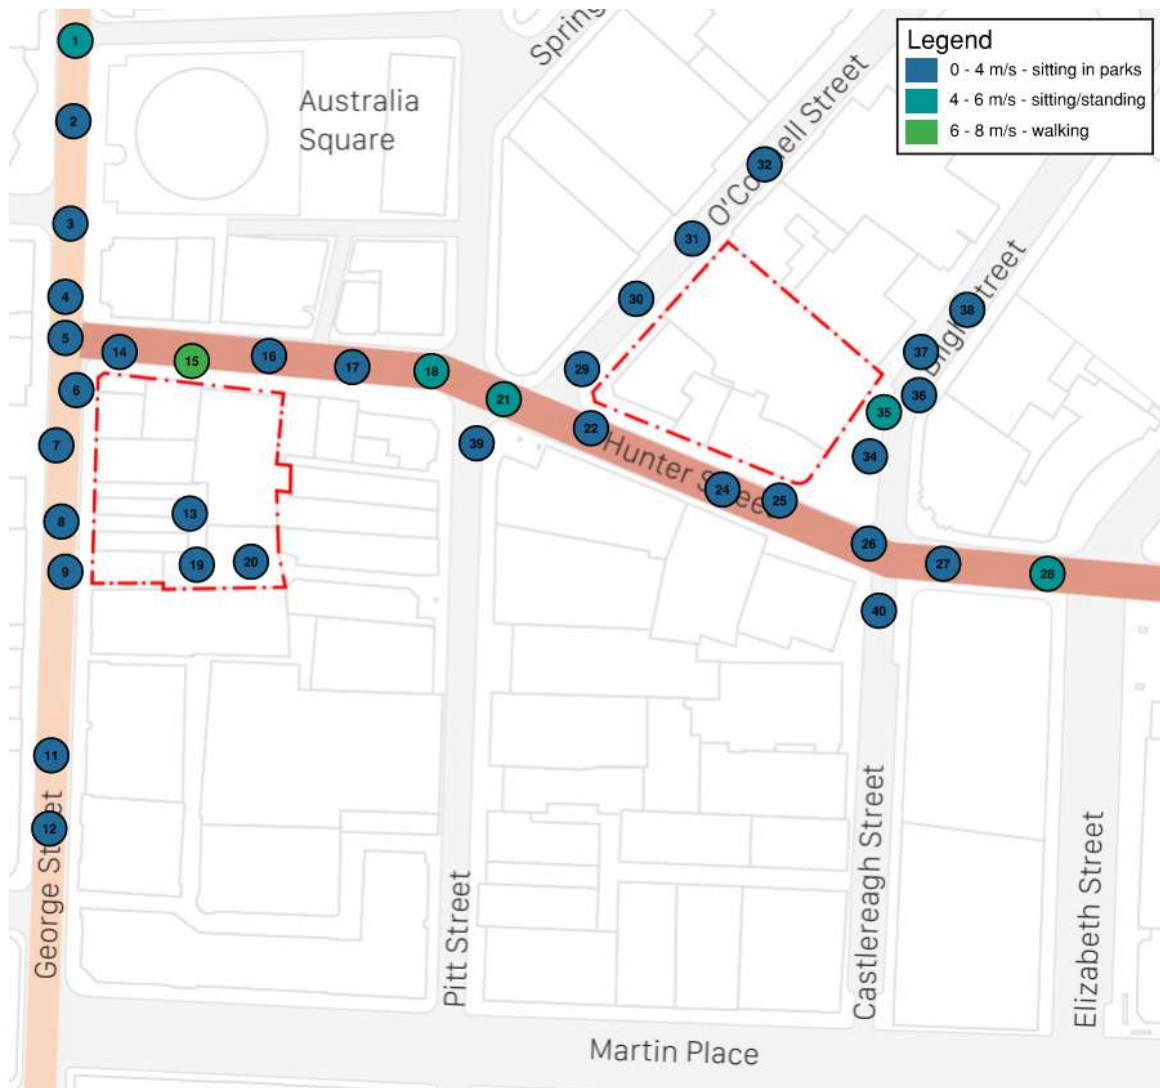 Legend
0 - 4 m/s - sitting in parks
4 - 6 m/s - sitting/standing
6 - 8 m/s - walking
1
Spring
Australia
Square
2
O'Connell Street
32
3
31
4
30
38
Bligh Street
5
14
15
16
17
18
29
37
6
21
36
35
7
39
22
Hunter Street
34
24
25
8
13
9
19
20
26
27
28
40
11
12
George Street
Pitt Street
Castlereagh Street
Elizabeth Street
Martin Place